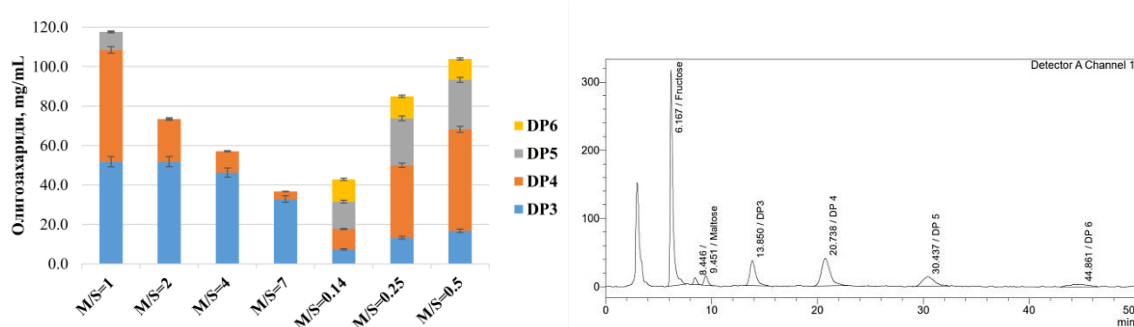 Олигозахариди, mg/mL
120.0
100.0
80.0
60.0
40.0
20.0
0.0
M/S=1
M/S=2
M/S=4
M/S=7
M/S=0.14
M/S=0.25
M/S=0.5
DP6
DP5
DP4
DP3
Detector A Channel 1
300
200
100
0
6.167 / Fructose
8.446 /
9.451 / Maltose
13.850 / DP3
20.738 / DP 4
30.437 / DP 5
44.861 / DP 6
0
10
20
30
40
50
min